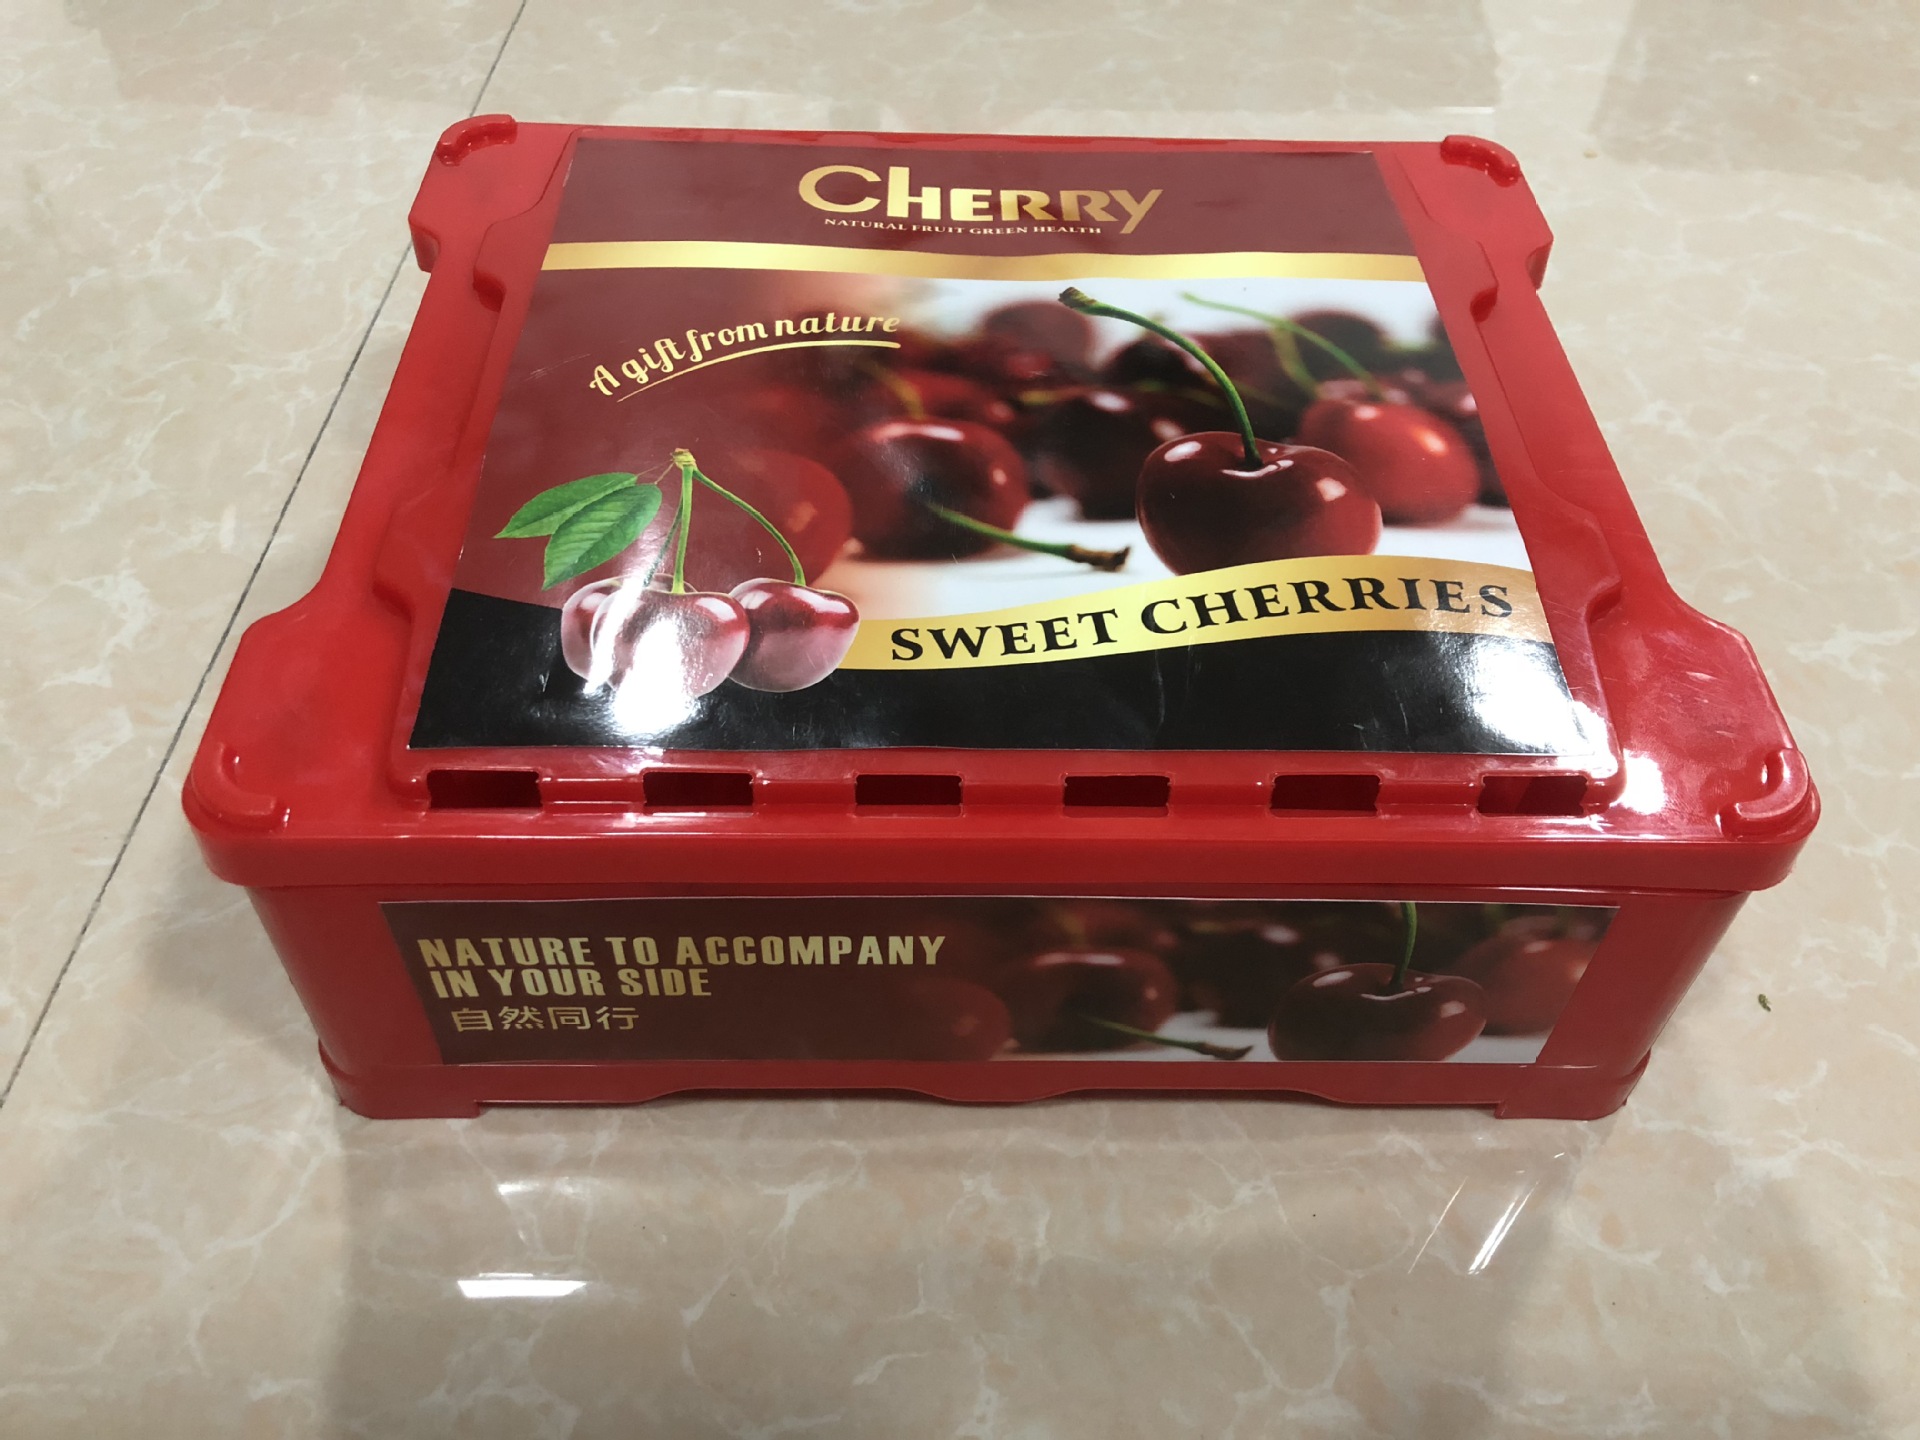 CHERRY
NATURAL FRUIT GREEN HEALTH
A gift from nature
SWEET CHERRIES
NATURE TO ACCOMPANY
IN YOUR SIDE
自然同行